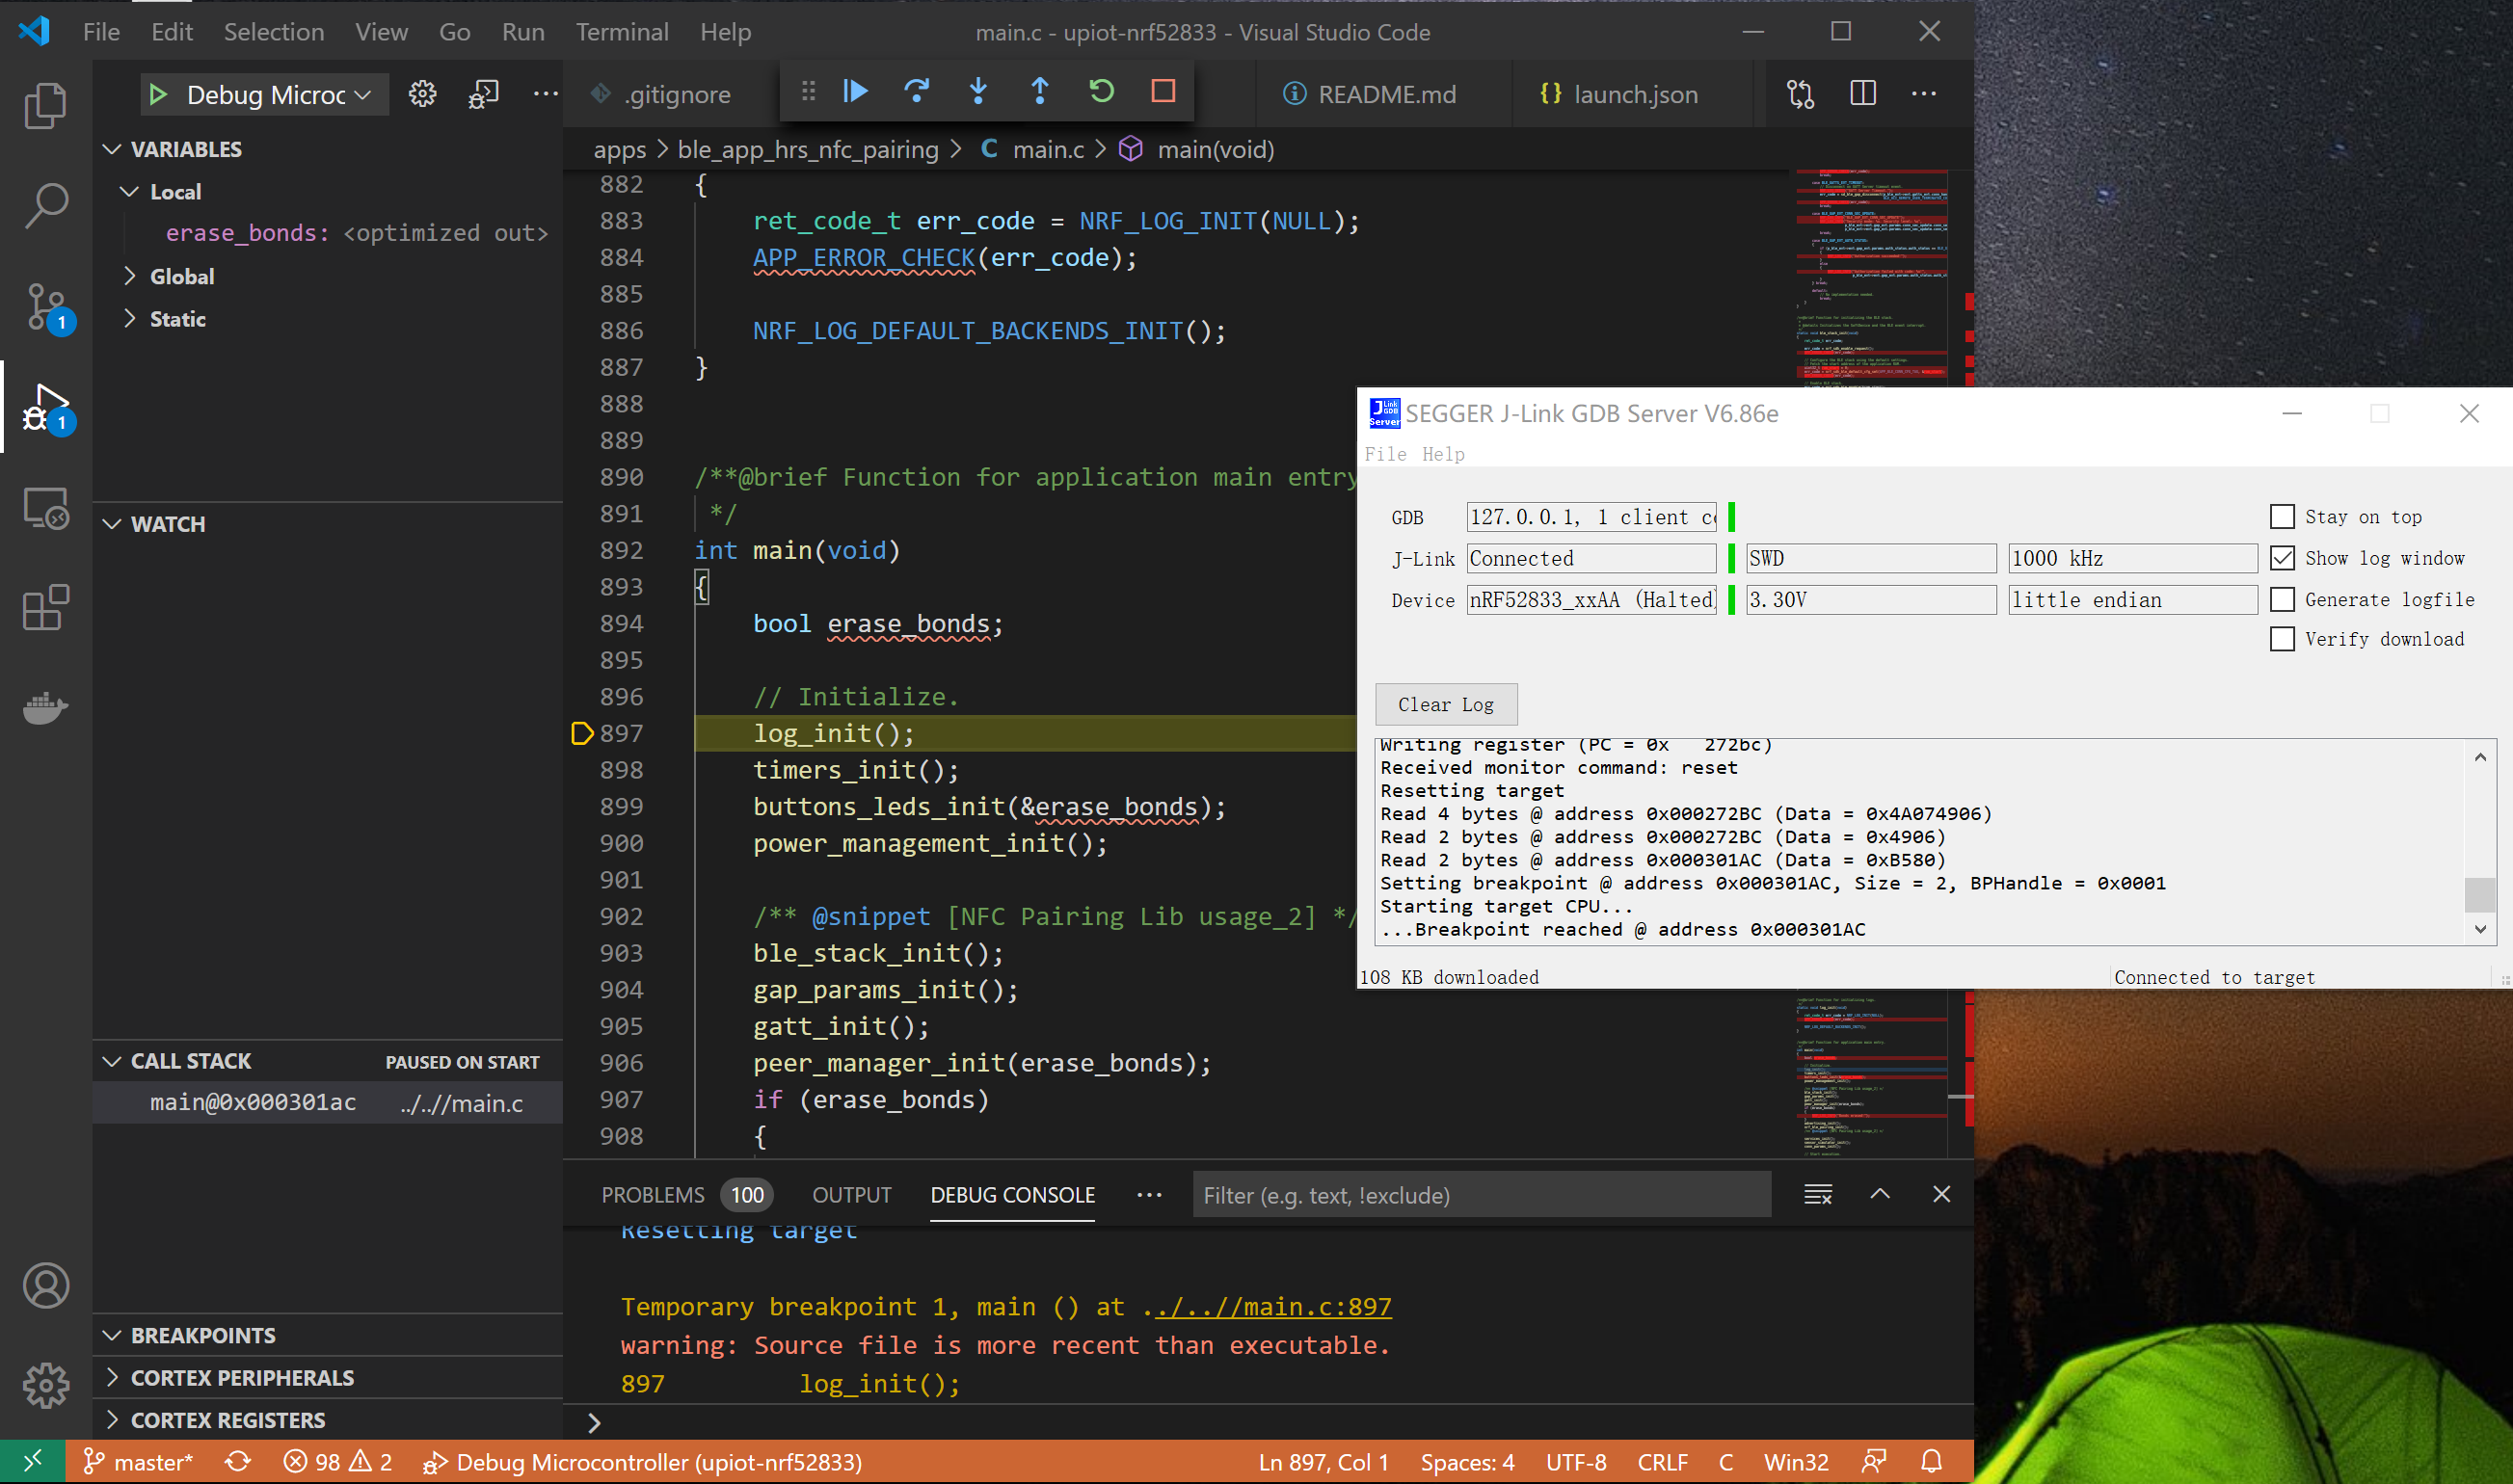 File Edit Selection View Go Run Terminal Help
main.c - upiot-nrf52833 - Visual Studio Code
Debug Microc
.gitignore
README.md
launch.json
VARIABLES
Local
erase_bonds: <optimized out>
Global
Static
WATCH
CALL STACK PAUSED ON START
main@0x000301ac ../..//main.c
BREAKPOINTS
CORTEX PERIPHERALS
CORTEX REGISTERS
1
1
apps > ble_app_hrs_nfc_pairing > C main.c > main(void)
882 {
883 ret_code_t err_code = NRF_LOG_INIT(NULL);
884 APP_ERROR_CHECK(err_code);
885
886 NRF_LOG_DEFAULT_BACKENDS_INIT();
887 }
888
889
890 /**@brief Function for application main entry
891 */
892 int main(void)
893 {
894 bool erase_bonds;
895
896 // Initialize.
897 log_init();
898 timers_init();
899 buttons_leds_init(&erase_bonds);
900 power_management_init();
901
902 /** @snippet [NFC Pairing Lib usage_2] */
903 ble_stack_init();
904 gap_params_init();
905 gatt_init();
906 peer_manager_init(erase_bonds);
907 if (erase_bonds)
908 {
PROBLEMS 100 OUTPUT DEBUG CONSOLE ··· Filter (e.g. text, !exclude)
Resetting target
Temporary breakpoint 1, main () at ../..//main.c:897
warning: Source file is more recent than executable.
897 log_init();
master* 98 2 Debug Microcontroller (upiot-nrf52833)
Ln 897, Col 1 Spaces: 4 UTF-8 CRLF C Win32
J Link GDB Server
SEGGER J-Link GDB Server V6.86e
File Help
GDB 127.0.0.1, 1 client c
Stay on top
J-Link Connected SWD 1000 kHz
Show log window
Device nRF52833_xxAA (Halted) 3.30V little endian
Generate logfile
Verify download
Clear Log
Writing register (PC = 0x 272bc)
Received monitor command: reset
Resetting target
Read 4 bytes @ address 0x000272BC (Data = 0x4A074906)
Read 2 bytes @ address 0x000272BC (Data = 0x4906)
Read 2 bytes @ address 0x000301AC (Data = 0xB580)
Setting breakpoint @ address 0x000301AC, Size = 2, BPHandle = 0x0001
Starting target CPU...
...Breakpoint reached @ address 0x000301AC
108 KB downloaded
Connected to target